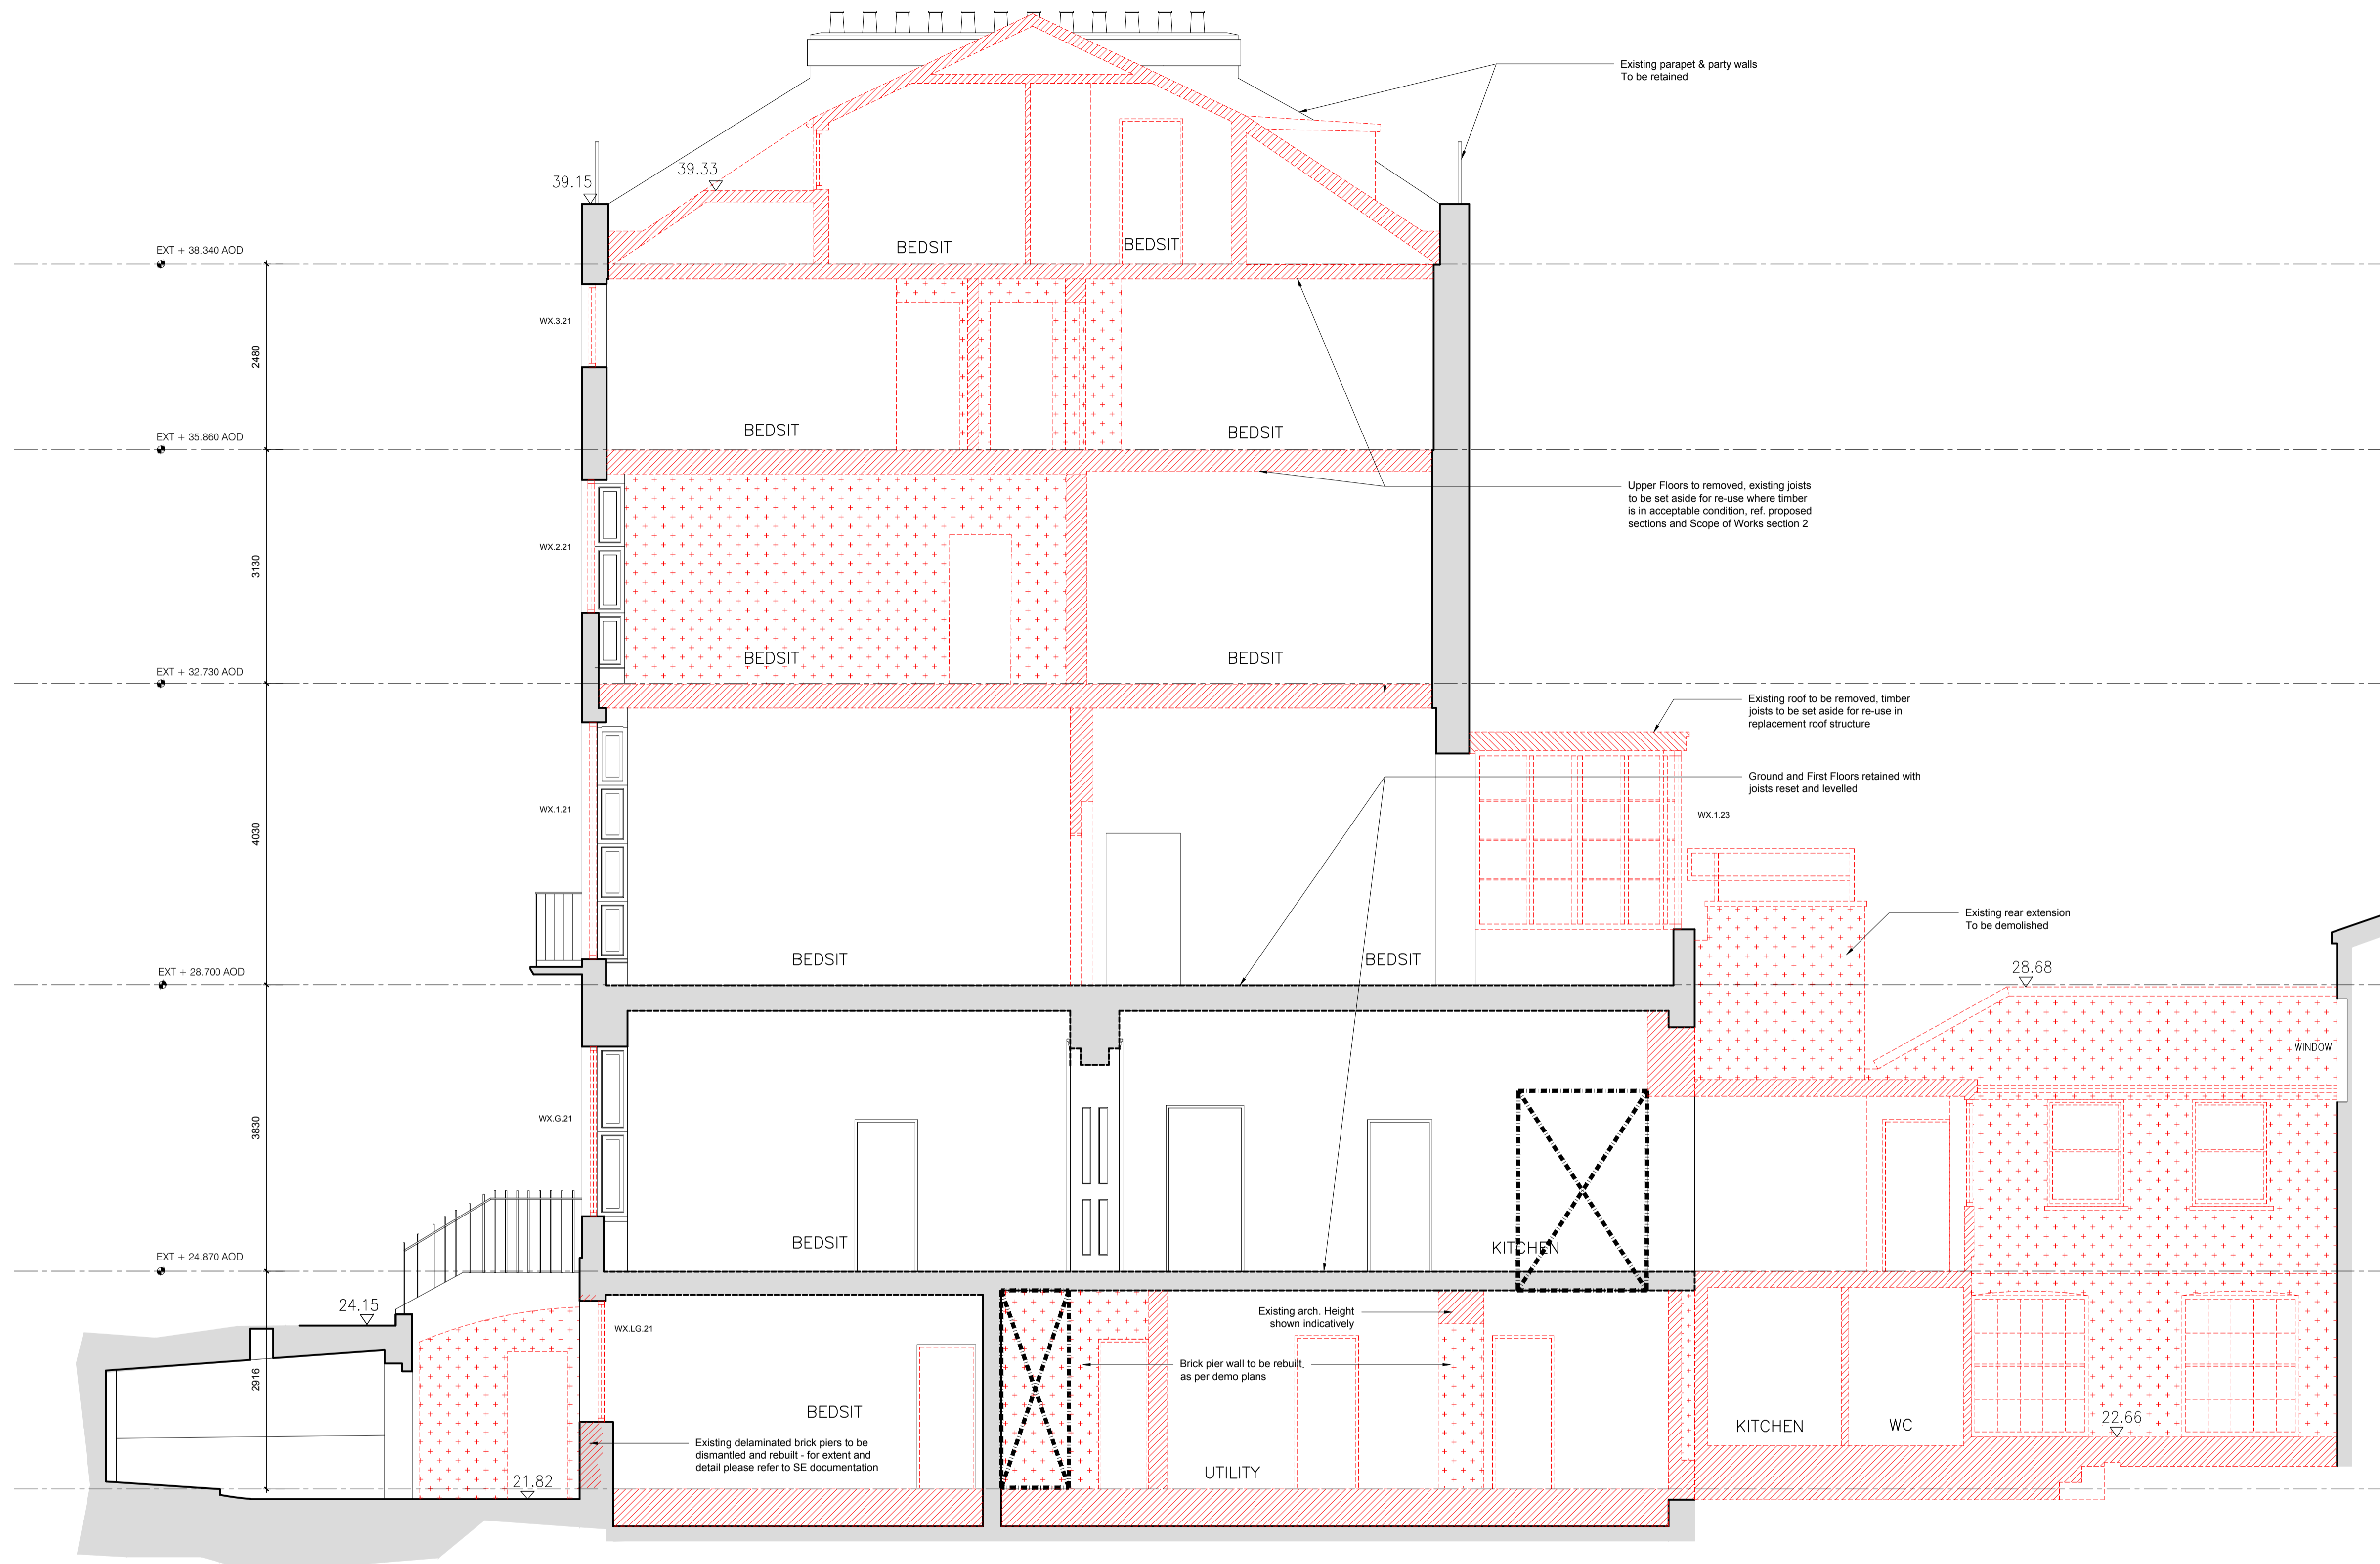 Existing parapet & party walls
To be retained
39.15
39.33
EXT + 38.340 AOD
BEDSIT
BEDSIT
WX.3.21
2480
BEDSIT
BEDSIT
EXT + 35.860 AOD
Upper Floors to removed, existing joists
to be set aside for re-use where timber
is in acceptable condition, ref. proposed
sections and Scope of Works section 2
WX.2.21
3130
BEDSIT
BEDSIT
EXT + 32.730 AOD
Existing roof to be removed, timber
joists to be set aside for re-use in
replacement roof structure
Ground and First Floors retained with
joists reset and levelled
WX.1.21
4030
WX.1.23
Existing rear extension
To be demolished
BEDSIT
BEDSIT
EXT + 28.700 AOD
28.68
WINDOW
WX.G.21
3830
BEDSIT
KITCHEN
EXT + 24.870 AOD
24.15
Existing arch. Height
shown indicatively
WX.LG.21
Brick pier wall to be rebuilt,
as per demo plans
2916
BEDSIT
KITCHEN
WC
22.66
Existing delaminated brick piers to be
dismantled and rebuilt - for extent and
detail please refer to SE documentation
UTILITY
21.82